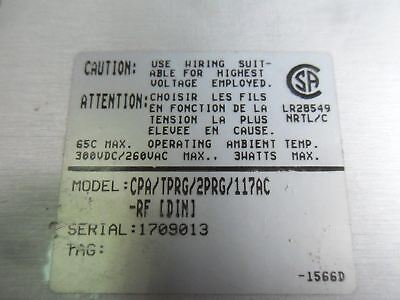 CAUTION: USE WIRING SUIT-
ABLE FOR HIGHEST
VOLTAGE EMPLOYED.
ATTENTION: CHOISIR LES FILS
EN FONCTION DE LA
TENSION LA PLUS
ELEVEE EN CAUSE.
CSA
LR28549
NRTL/C
65C MAX. OPERATING AMBIENT TEMP.
300VDC/260VAC MAX., 3WATTS MAX.
MODEL:CPA/TPRG/2PRG/117AC
-RF [DIN]
SERIAL:1709013
TAG:
-1566D